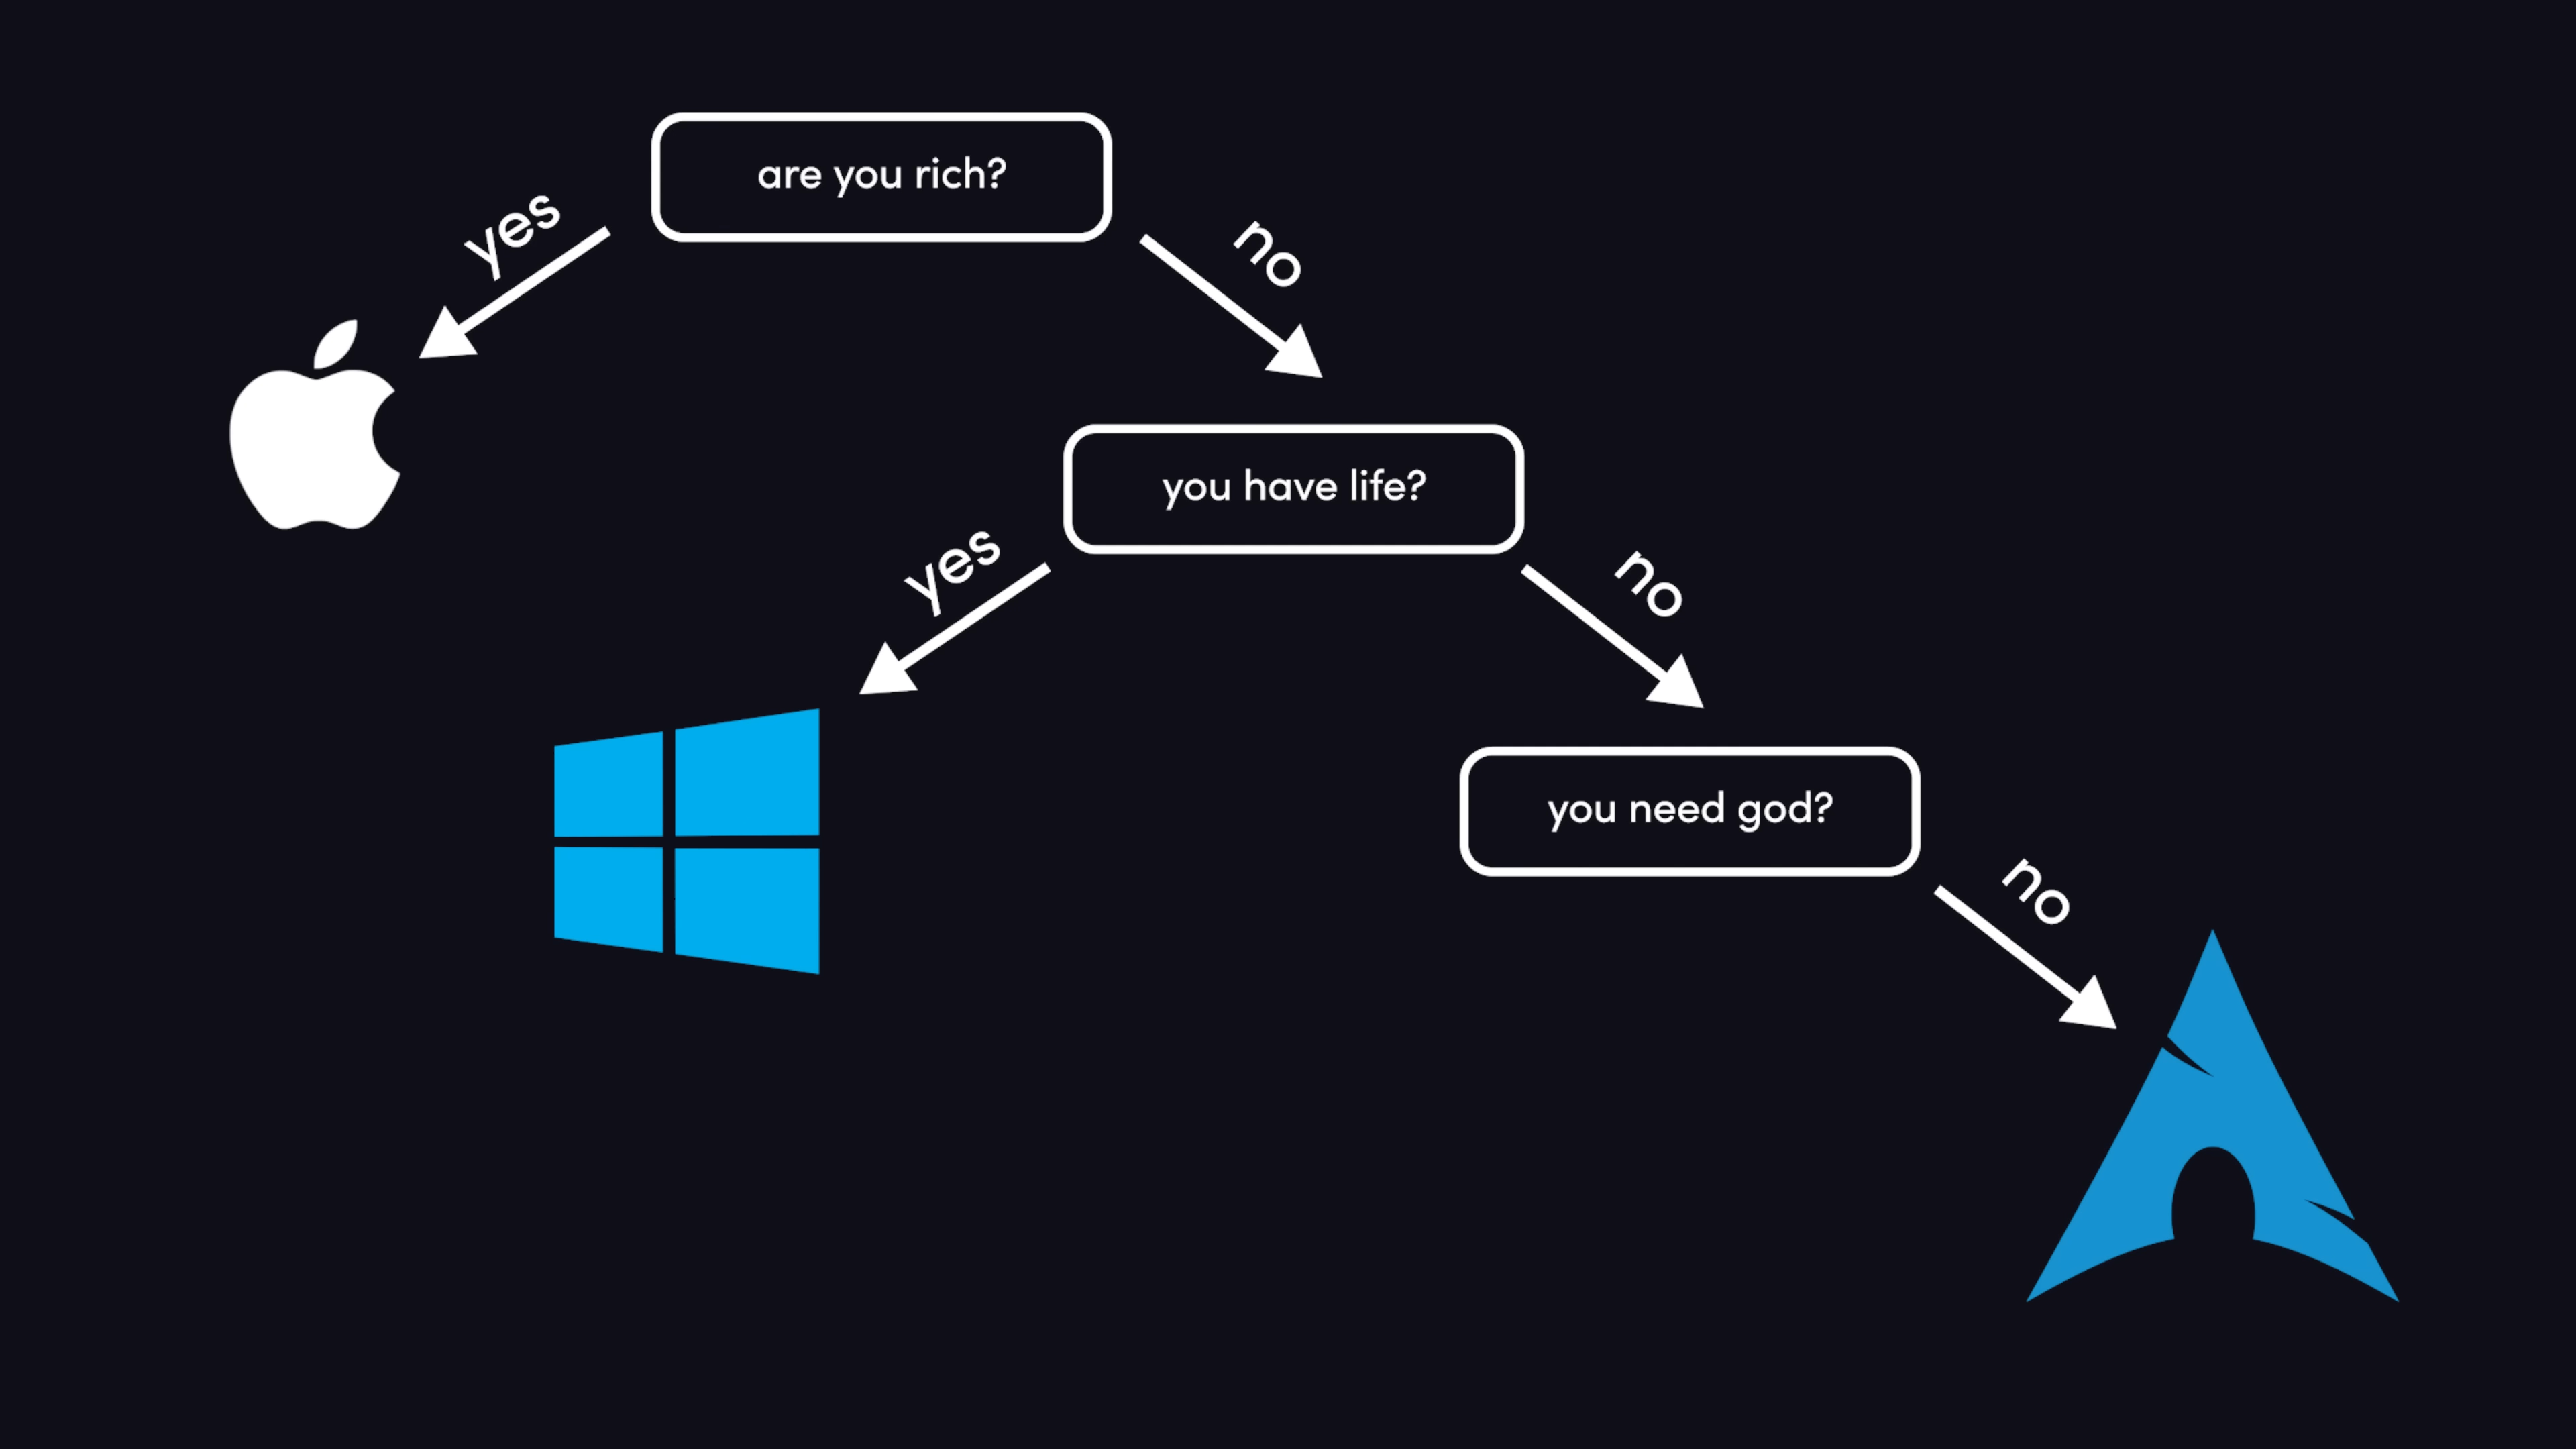 are you rich?
yes
no
you have life?
yes
no
you need god?
no